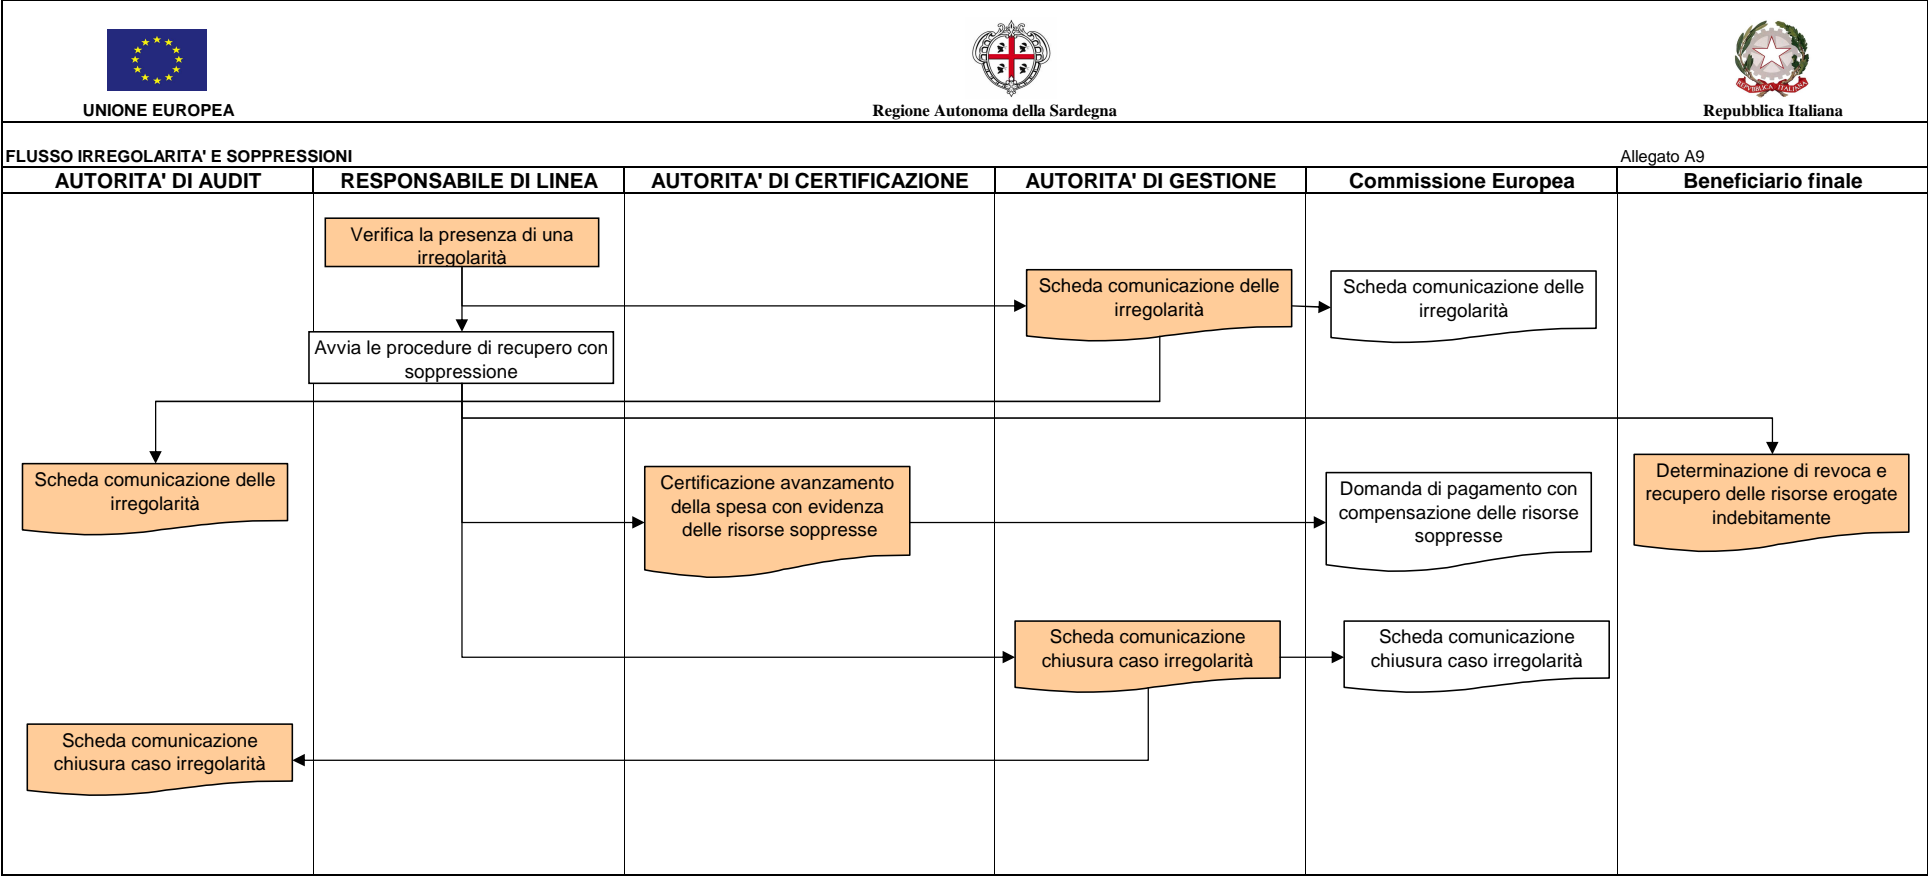 UNIONE EUROPEA
Regione Autonoma della Sardegna
REPVBBLICA ITALIANA
Repubblica Italiana
FLUSSO IRREGOLARITA' E SOPPRESSIONI
Allegato A9
AUTORITA' DI AUDIT
RESPONSABILE DI LINEA
AUTORITA' DI CERTIFICAZIONE
AUTORITA' DI GESTIONE
Commissione Europea
Beneficiario finale
Verifica la presenza di una
irregolarità
Scheda comunicazione delle
irregolarità
Scheda comunicazione delle
irregolarità
Avvia le procedure di recupero con
soppressione
Scheda comunicazione delle
irregolarità
Certificazione avanzamento
della spesa con evidenza
delle risorse soppresse
Domanda di pagamento con
compensazione delle risorse
soppresse
Determinazione di revoca e
recupero delle risorse erogate
indebitamente
Scheda comunicazione
chiusura caso irregolarità
Scheda comunicazione
chiusura caso irregolarità
Scheda comunicazione
chiusura caso irregolarità